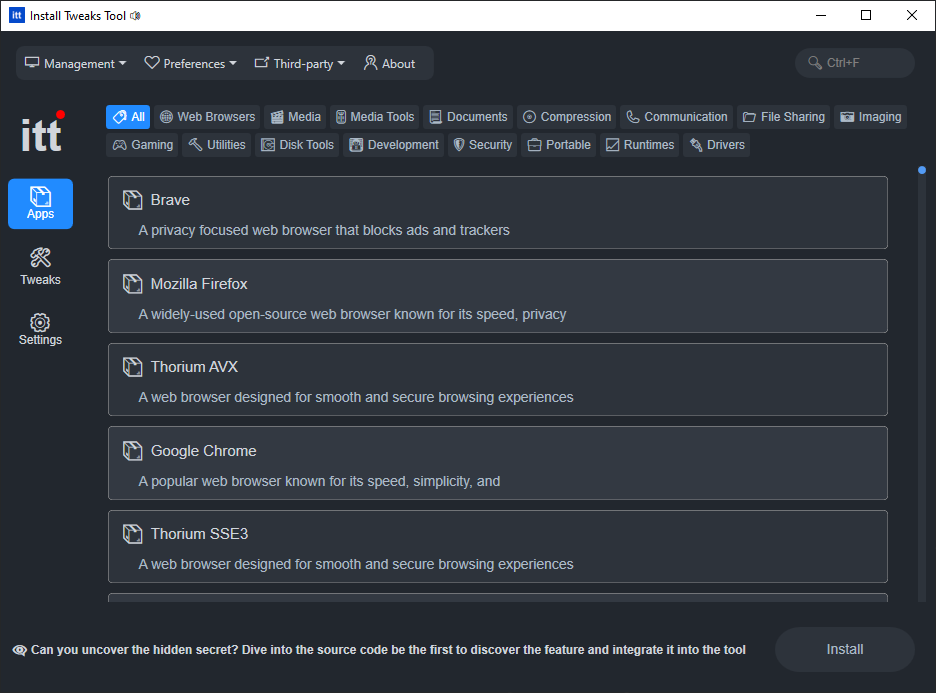 itt Install Tweaks Tool
Management Preferences Third-party About Ctrl+F
itt
All Web Browsers Media Media Tools Documents Compression Communication File Sharing Imaging
Gaming Utilities Disk Tools Development Security Portable Runtimes Drivers
Apps
Tweaks
Settings
Brave
A privacy focused web browser that blocks ads and trackers
Mozilla Firefox
A widely-used open-source web browser known for its speed, privacy
Thorium AVX
A web browser designed for smooth and secure browsing experiences
Google Chrome
A popular web browser known for its speed, simplicity, and
Thorium SSE3
A web browser designed for smooth and secure browsing experiences
Can you uncover the hidden secret? Dive into the source code be the first to discover the feature and integrate it into the tool
Install